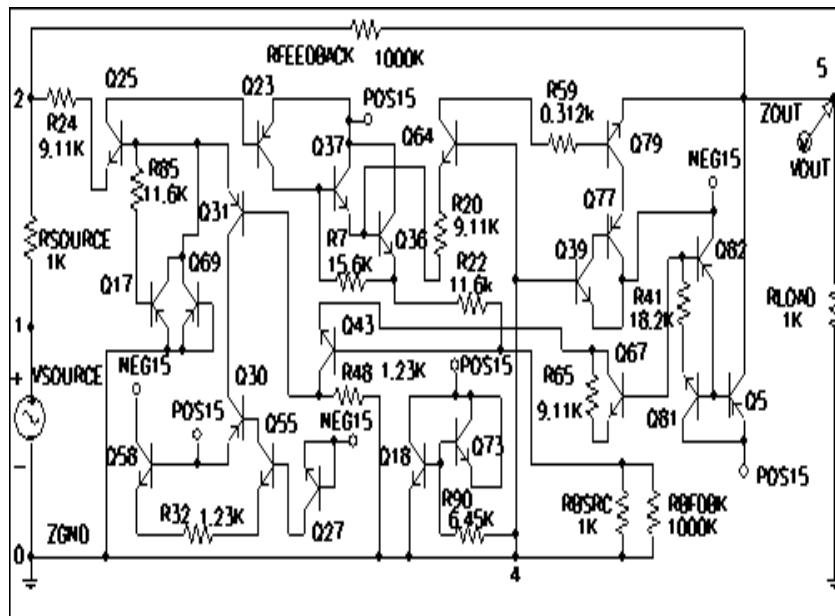 RFEEDBACK 1000K
5
Q25
Q23
R59
0.312k
2
POS15
ZOUT
R24
9.11K
Q37
Q64
Q79
VOUT
NEG15
R85
11.6K
Q77
Q31
R20
9.11K
RSOURCE
1K
R7
15.6K
Q36
Q39
Q82
Q17
Q69
R22
11.6k
R41
18.2K
RLOAD
1K
1
Q43
Q67
+
VSOURCE
NEG15
Q30
R48 1.23K
POS15
R65
9.11K
POS15
Q55
NEG15
Q81
Q5
Q58
Q18
Q73
POS15
R32 1.23K
Q27
R90
6.45K
RBSRC
1K
RBFDBK
1000K
-
ZGND
0
4